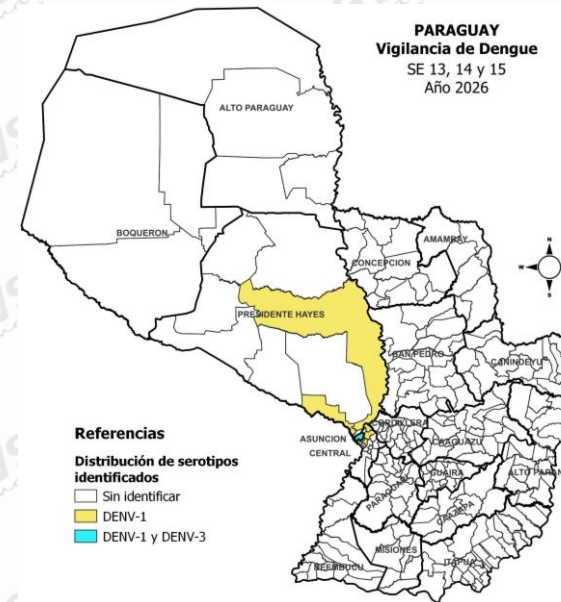 PARAGUAY
Vigilancia de Dengue
SE 13, 14 y 15
Año 2026
ALTO PARAGUAY
BOQUERON
CONCEPCION
AMAMBAY
N
W
S
PRESIDENTE HAYES
SAN PEDRO
CANINDEYU
ASUNCION
CENTRAL
CORDILLERA
CAAGUAZU
GUAIRA
ALTO PARAN
PARAGUARI
CAAZAPA
MISIONES
ÑEEMBUCU
ITAPUA
Referencias
Distribución de serotipos
identificados
Sin identificar
DENV-1
DENV-1 y DENV-3